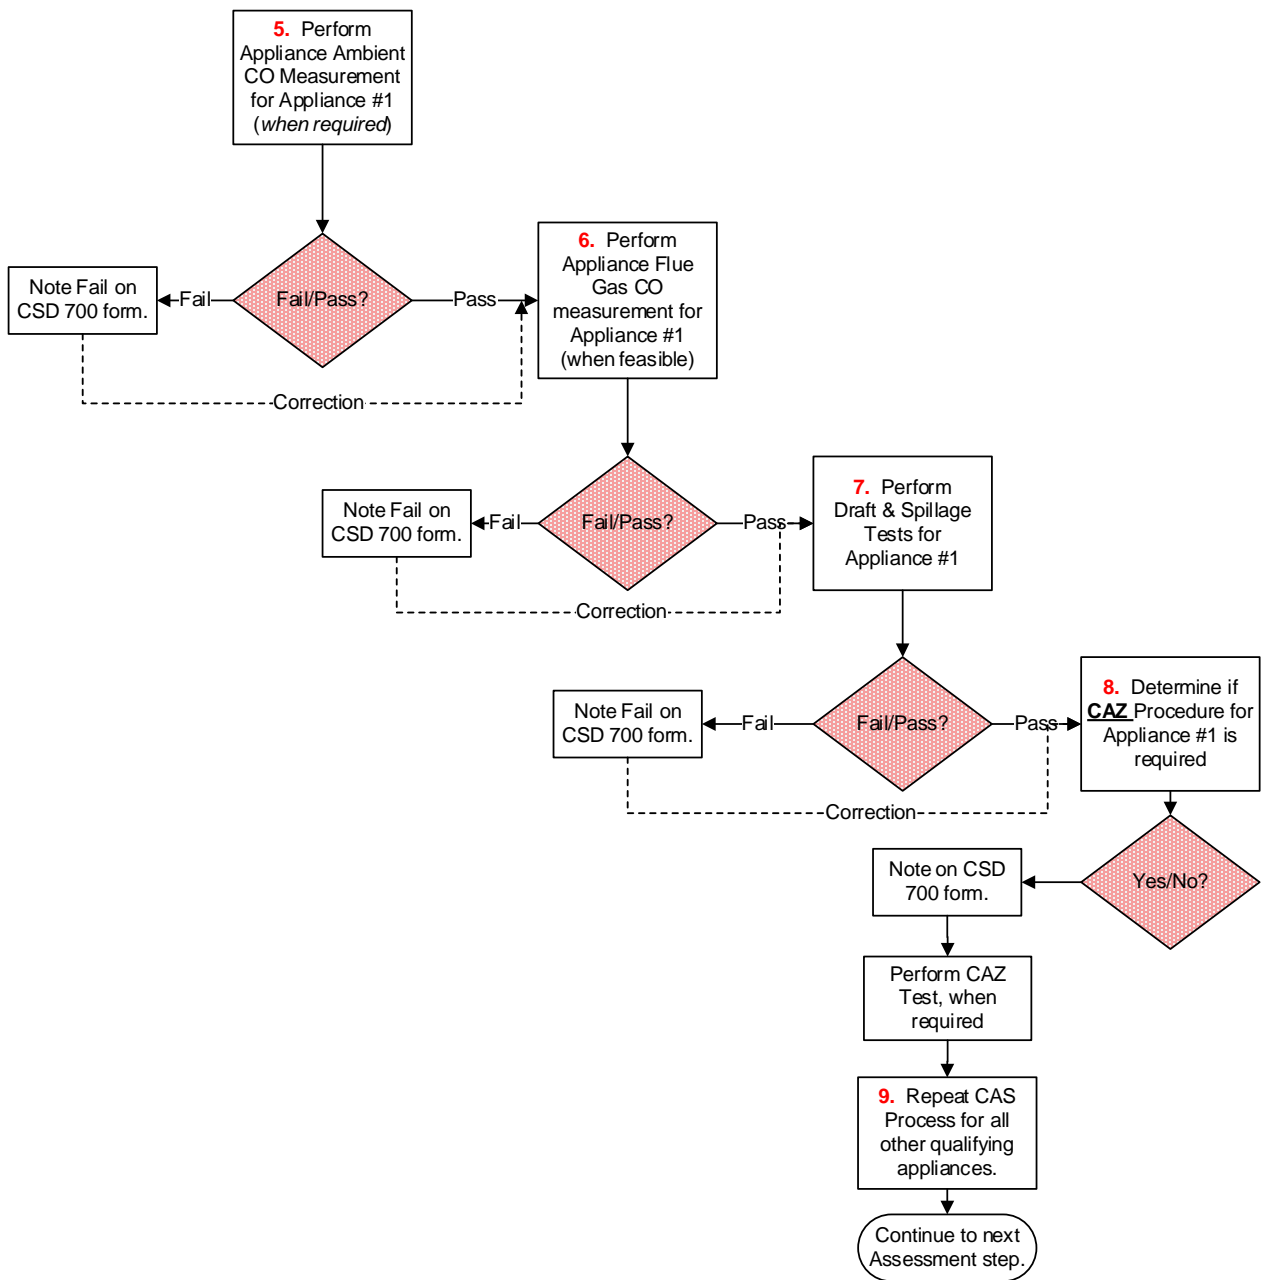 5. Perform
Appliance Ambient
CO Measurement
for Appliance #1
(when required)
Note Fail on
CSD 700 form.
Fail
Fail/Pass?
Pass
Correction
6. Perform
Appliance Flue
Gas CO
measurement for
Appliance #1
(when feasible)
Note Fail on
CSD 700 form.
Fail
Fail/Pass?
Pass
Correction
7. Perform
Draft & Spillage
Tests for
Appliance #1
Note Fail on
CSD 700 form.
Fail
Fail/Pass?
Pass
Correction
8. Determine if
CAZ Procedure for
Appliance #1 is
required
Yes/No?
Note on CSD
700 form.
Perform CAZ
Test, when
required
9. Repeat CAS
Process for all
other qualifying
appliances.
Continue to next
Assessment step.